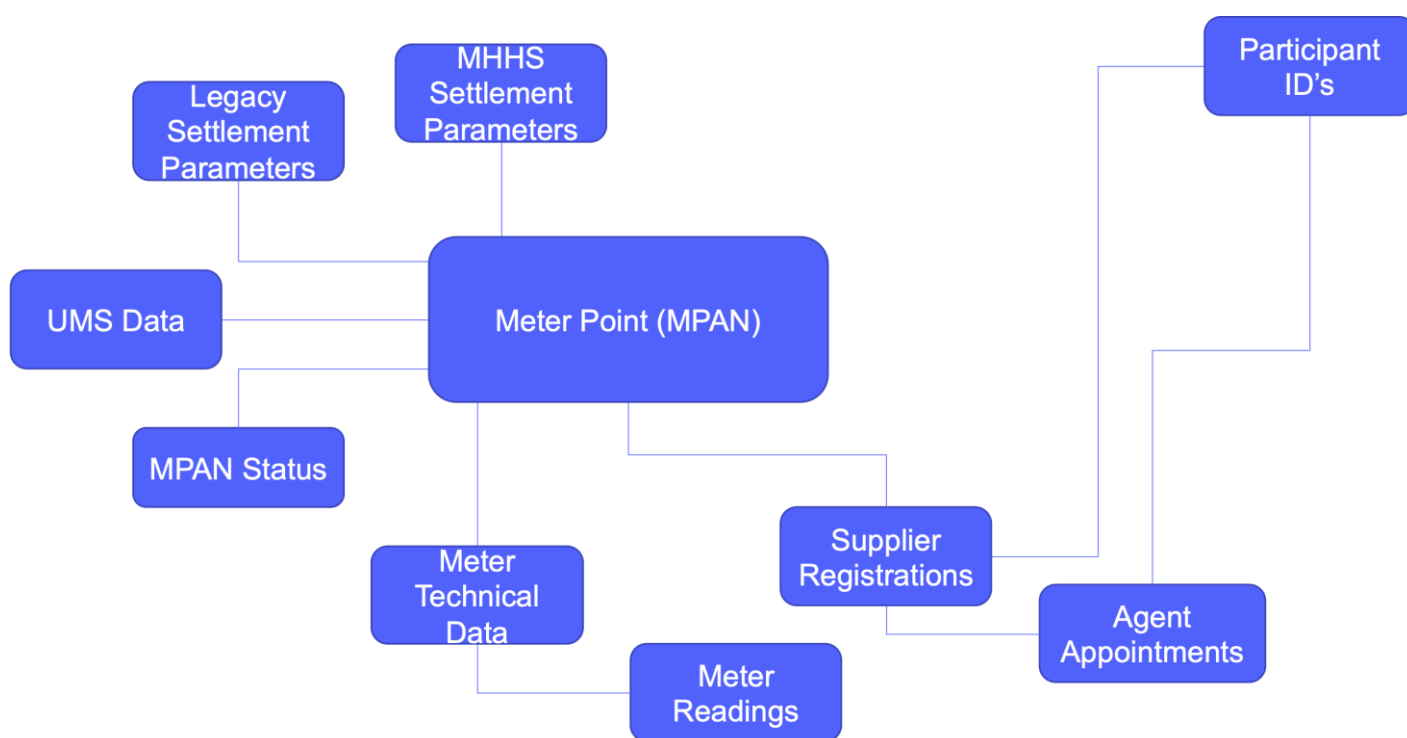 Legacy
Settlement
Parameters
MHHS
Settlement
Parameters
Participant
ID’s
UMS Data
Meter Point (MPAN)
MPAN Status
Meter
Technical
Data
Supplier
Registrations
Agent
Appointments
Meter
Readings